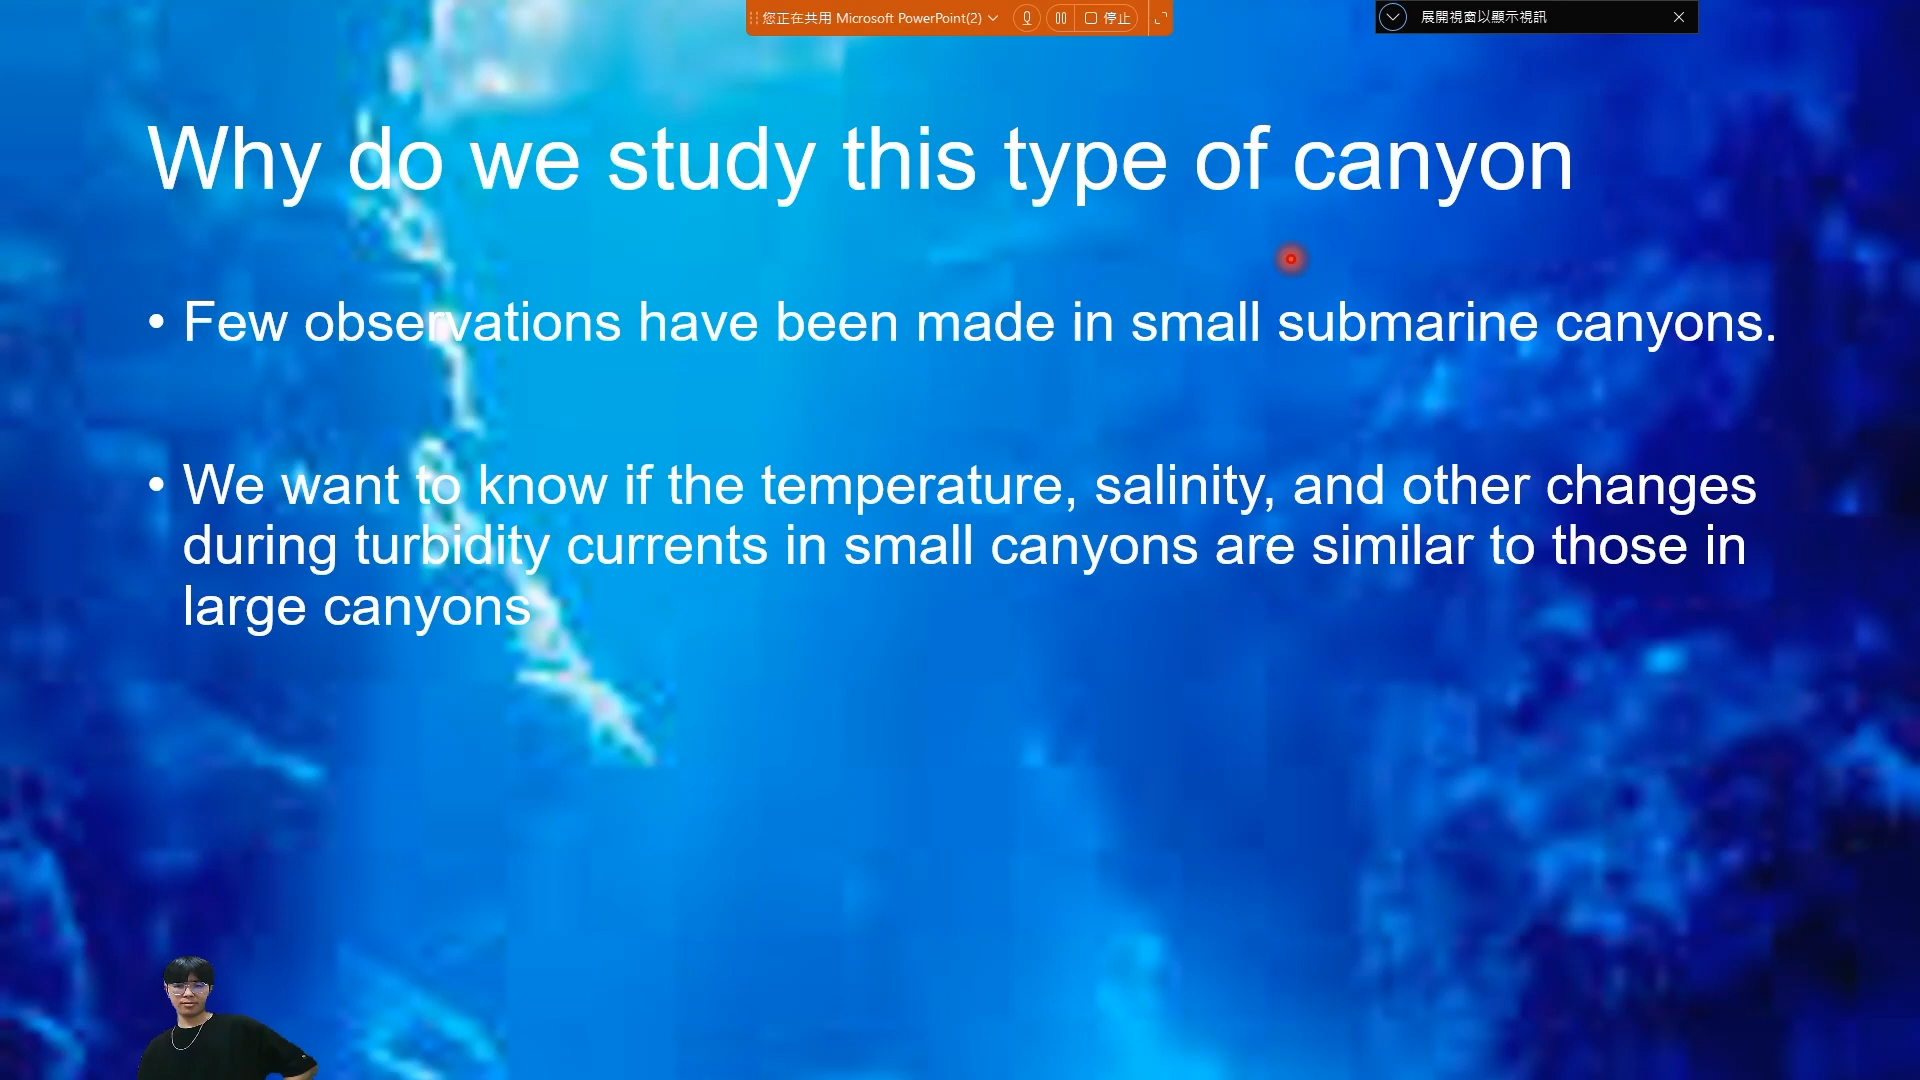 您正在共用 Microsoft PowerPoint(2)
停止
展開視窗以顯示視訊
Why do we study this type of canyon
• Few observations have been made in small submarine canyons.
• We want to know if the temperature, salinity, and other changes
during turbidity currents in small canyons are similar to those in
large canyons